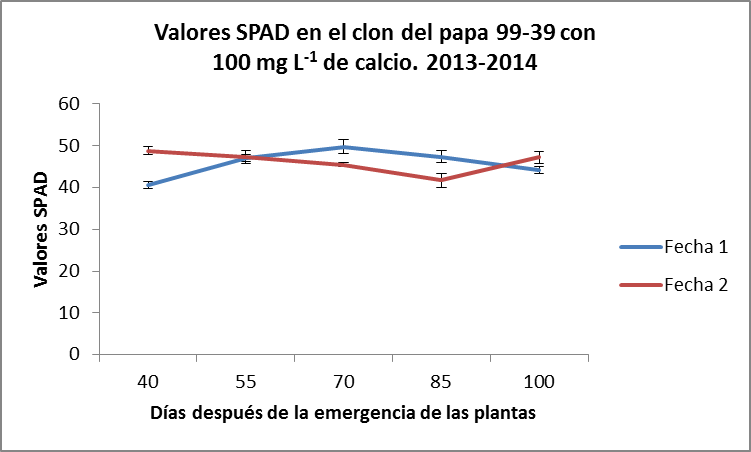 Valores SPAD en el clon del papa 99-39 con
100 mg L-1 de calcio. 2013-2014
60
50
40
30
20
10
0
Valores SPAD
40 55 70 85 100
Días después de la emergencia de las plantas
Fecha 1
Fecha 2